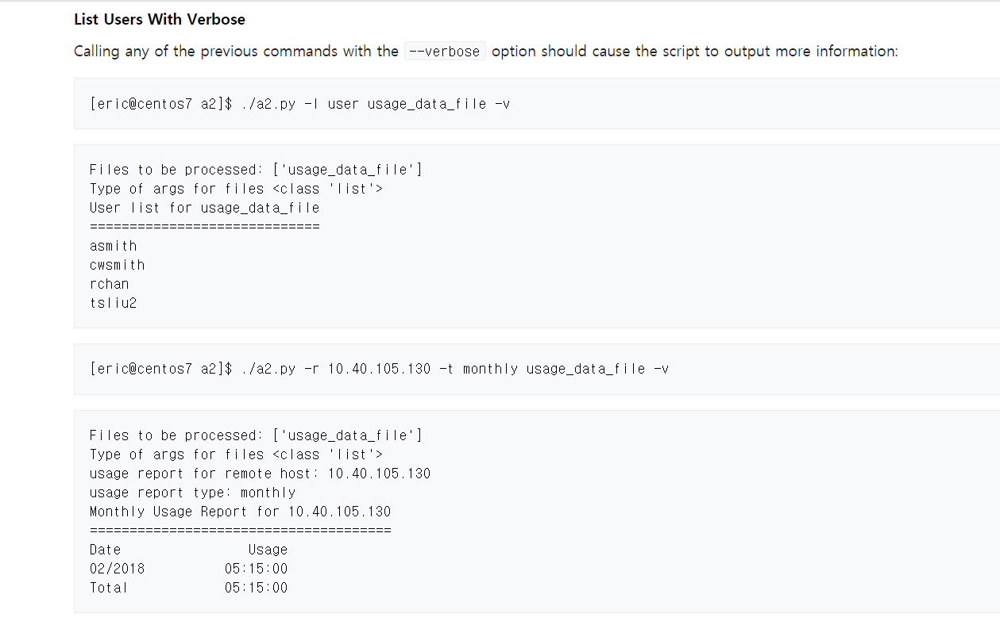 List Users With Verbose
Calling any of the previous commands with the --verbose option should cause the script to output more information:
[eric@centos7 a2]$ ./a2.py -l user usage_data_file -v
Files to be processed: ['usage_data_file']
Type of args for files <class 'list'>
User list for usage_data_file
=============================
asmith
cwsmith
rchan
tsliu2
[eric@centos7 a2]$ ./a2.py -r 10.40.105.130 -t monthly usage_data_file -v
Files to be processed: ['usage_data_file']
Type of args for files <class 'list'>
usage report for remote host: 10.40.105.130
usage report type: monthly
Monthly Usage Report for 10.40.105.130
======================================
Date                Usage
02/2018          05:15:00
Total            05:15:00